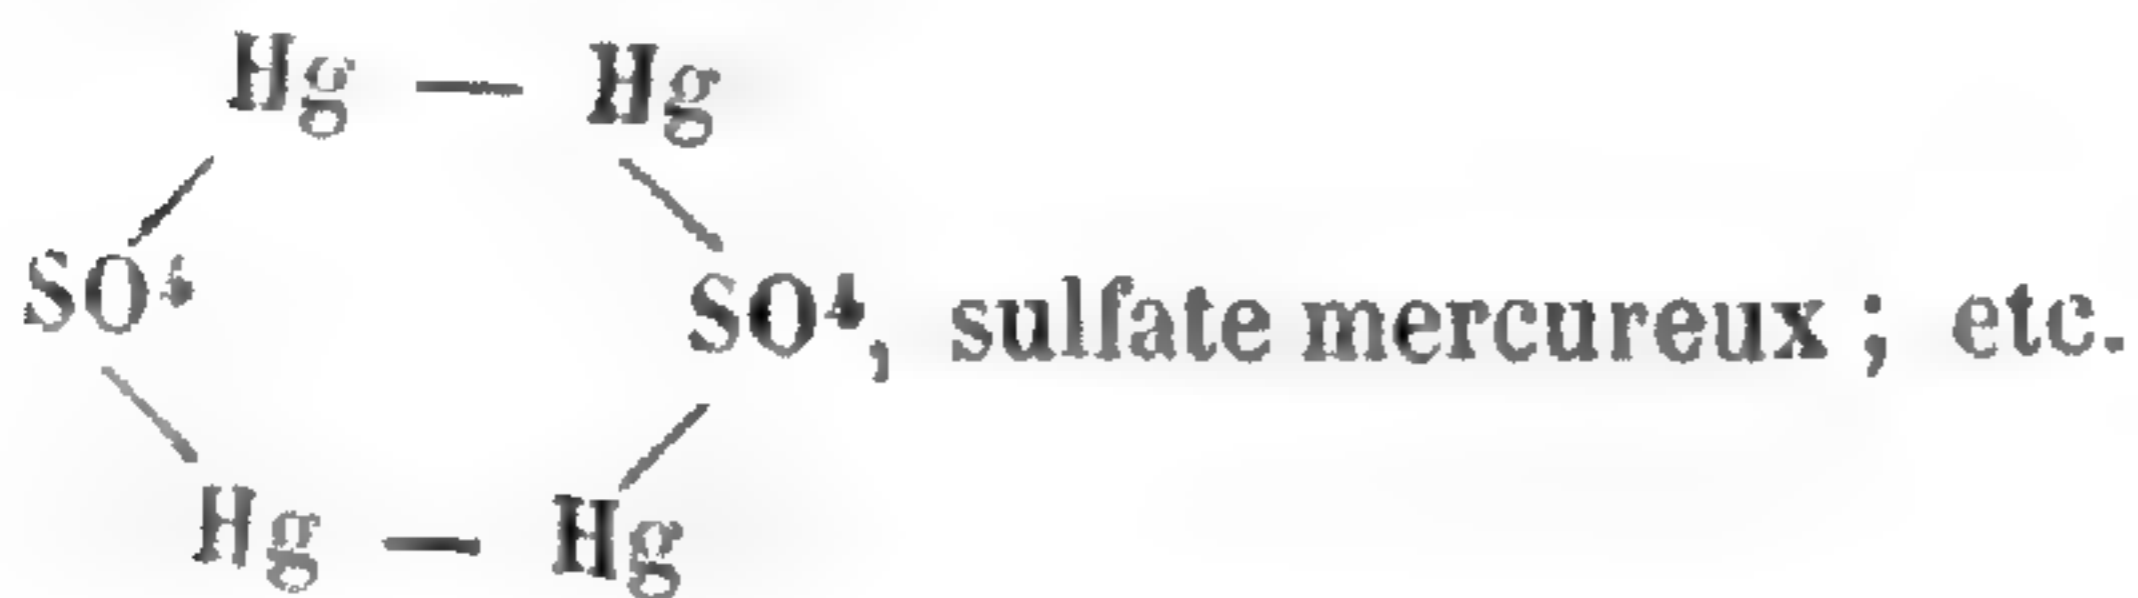 Hg — Hg
SO⁴ SO⁴, sulfate mercureux ; etc.
Hg — Hg